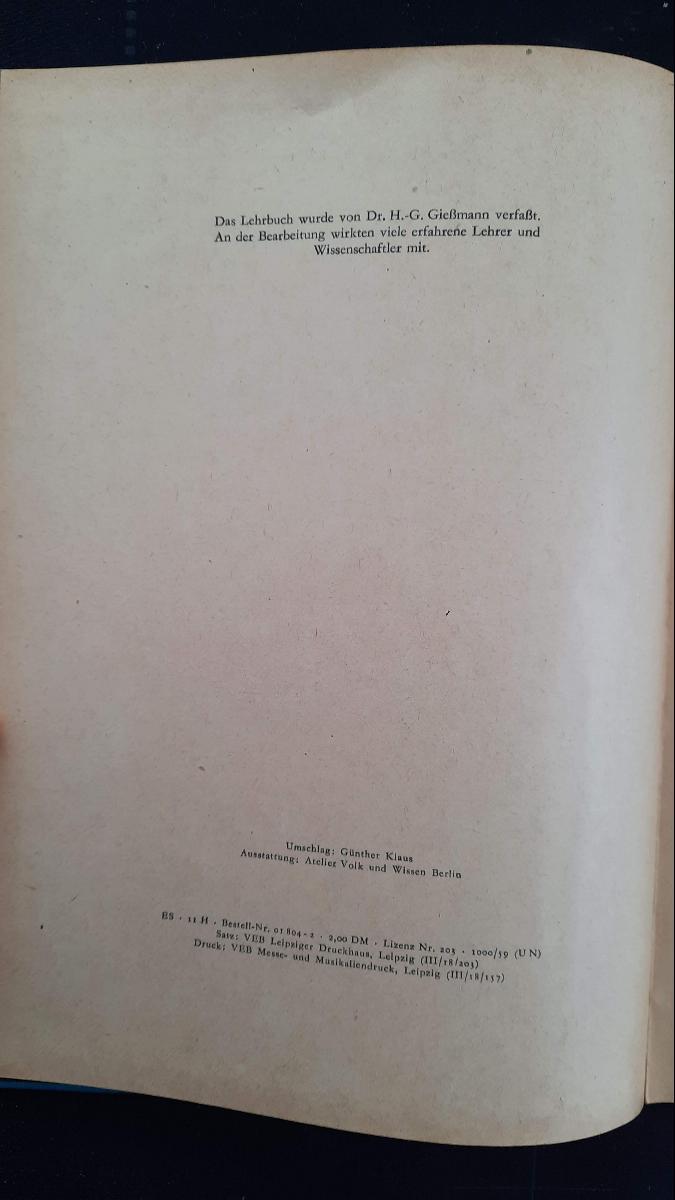 Das Lehrbuch wurde von Dr. H.-G. Gießmann verfaßt.
An der Bearbeitung wirkten viele erfahrene Lehrer und
Wissenschaftler mit.
Umschlag: Günther Klaus
Ausstattung: Atelier Volk und Wissen Berlin
ES · 11 H · Bestell-Nr. 01 804-2 · 2,00 DM · Lizenz Nr. 203 · 1000/59 (U N)
Satz: VEB Leipziger Druckhaus, Leipzig (III/18/203)
Druck: VEB Messe- und Musikaliendruck, Leipzig (III/18/157)